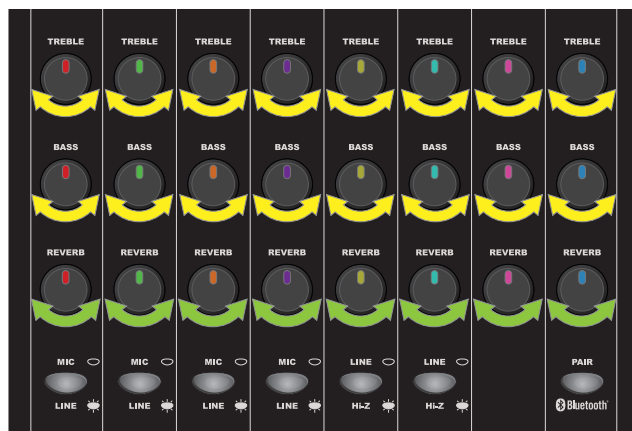 TREBLE TREBLE TREBLE TREBLE TREBLE TREBLE TREBLE TREBLE
BASS BASS BASS BASS BASS BASS BASS BASS
REVERB REVERB REVERB REVERB REVERB REVERB REVERB REVERB
MIC MIC MIC MIC LINE LINE PAIR
LINE LINE LINE LINE Hi-Z Hi-Z Bluetooth®